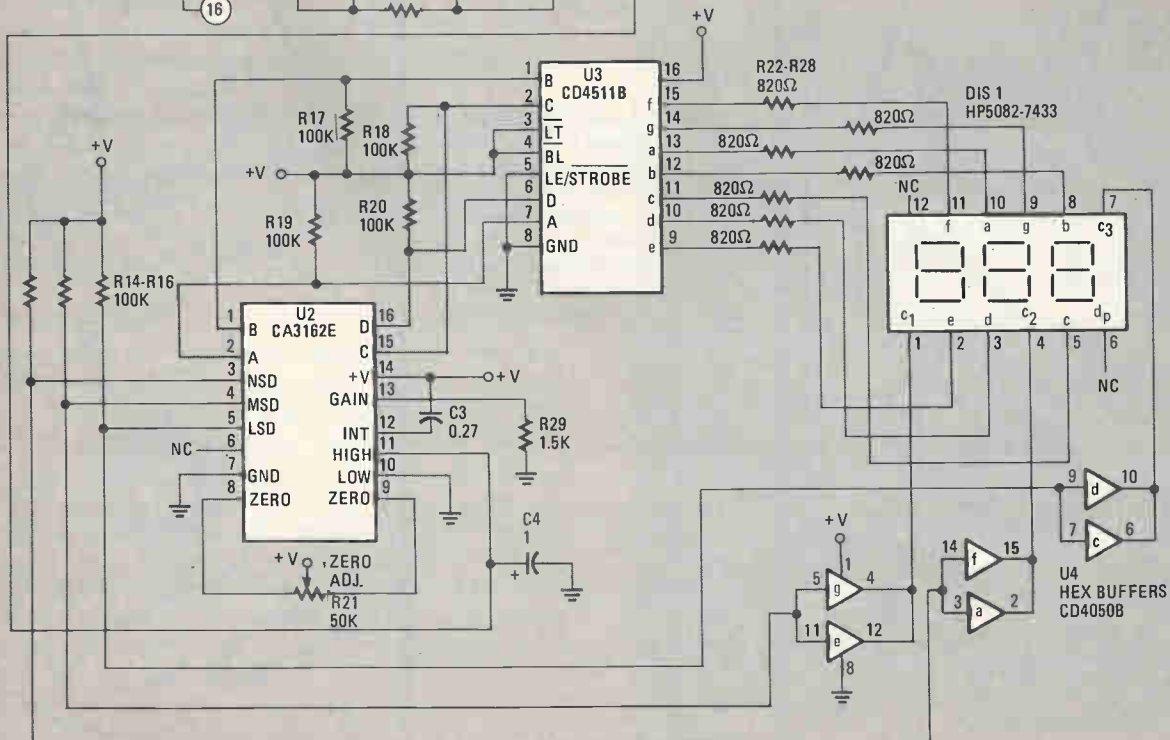 16
+V
U3
CD4511B
1 B
2 C
3 LT
4 BL
5 LE/STROBE
6 D
7 A
8 GND
16
15 f
14 g
13 a
12 b
11 c
10 d
9 e
R22-R28
820Ω
820Ω
820Ω
820Ω
820Ω
820Ω
820Ω
DIS 1
HP5082-7433
NC
12 11 10 9 8 7
f a g b c3
c1 e d c2 c dp
1 2 3 4 5 6
NC
+V
R14-R16
100K
R17
100K
R18
100K
+V
R19
100K
R20
100K
U2
CA3162E
1 B
2 A
3 NSD
4 MSD
5 LSD
NC 6
7 GND
8 ZERO
D 16
C 15
+V 14
GAIN 13
INT 12
HIGH 11
LOW 10
ZERO 9
+V
C3
0.27
R29
1.5K
+V ZERO
ADJ.
R21
50K
C4
1
+
+V
1
5 g 4
11 e 12
8
14 f 15
3 a 2
9 d 10
7 c 6
U4
HEX BUFFERS
CD4050B